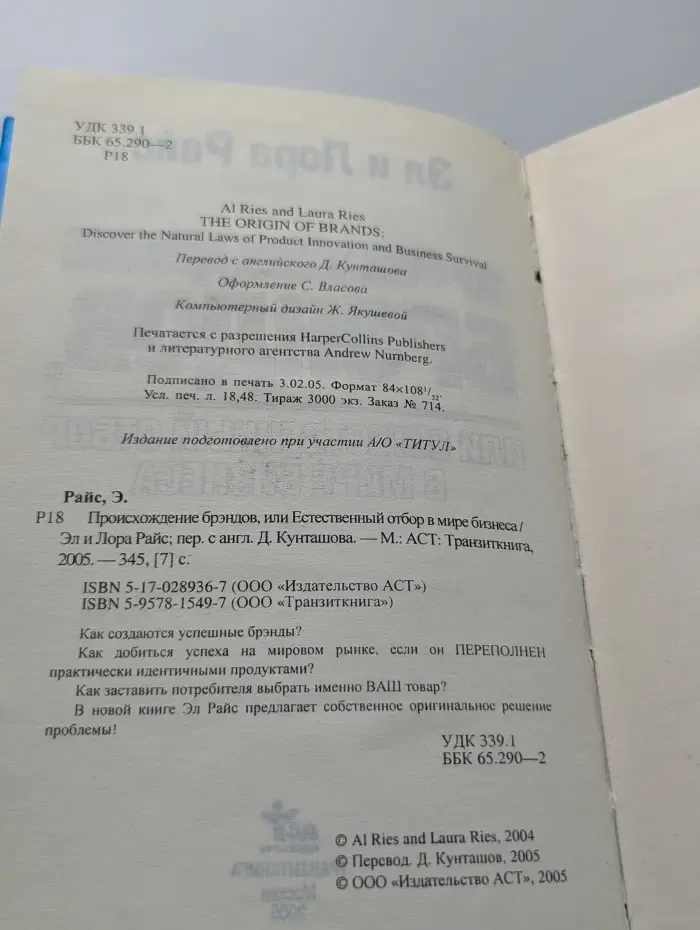 УДК 339.1
ББК 65.290—2
Р18
Al Ries and Laura Ries
THE ORIGIN OF BRANDS:
Discover the Natural Laws of Product Innovation and Business Survival
Перевод с английского Д. Кунташова
Оформление С. Власова
Компьютерный дизайн Ж. Якушевой
Печатается с разрешения HarperCollins Publishers
и литературного агентства Andrew Nurnberg.
Подписано в печать 3.02.05. Формат 84×108¹/₃₂.
Усл. печ. л. 18,48. Тираж 3000 экз. Заказ № 714.
Издание подготовлено при участии А/О «ТИТУЛ»
Райс, Э.
Р18 Происхождение брэндов, или Естественный отбор в мире бизнеса/
Эл и Лора Райс; пер. с англ. Д. Кунташова. — М.: АСТ: Транзиткнига,
2005. — 345, [7] с.
ISBN 5-17-028936-7 (ООО «Издательство АСТ»)
ISBN 5-9578-1549-7 (ООО «Транзиткнига»)
Как создаются успешные брэнды?
Как добиться успеха на мировом рынке, если он ПЕРЕПОЛНЕН
практически идентичными продуктами?
Как заставить потребителя выбрать именно ВАШ товар?
В новой книге Эл Райс предлагает собственное оригинальное решение
проблемы!
УДК 339.1
ББК 65.290—2
© Al Ries and Laura Ries, 2004
© Перевод. Д. Кунташов, 2005
© ООО «Издательство АСТ», 2005